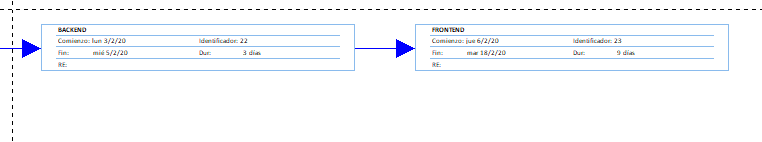 BACKEND
Comienzo: lun 3/2/20 Identificador: 22
Fin: mié 5/2/20 Dur: 3 días
RE:
FRONTEND
Comienzo: jue 6/2/20 Identificador: 23
Fin: mar 18/2/20 Dur: 9 días
RE: